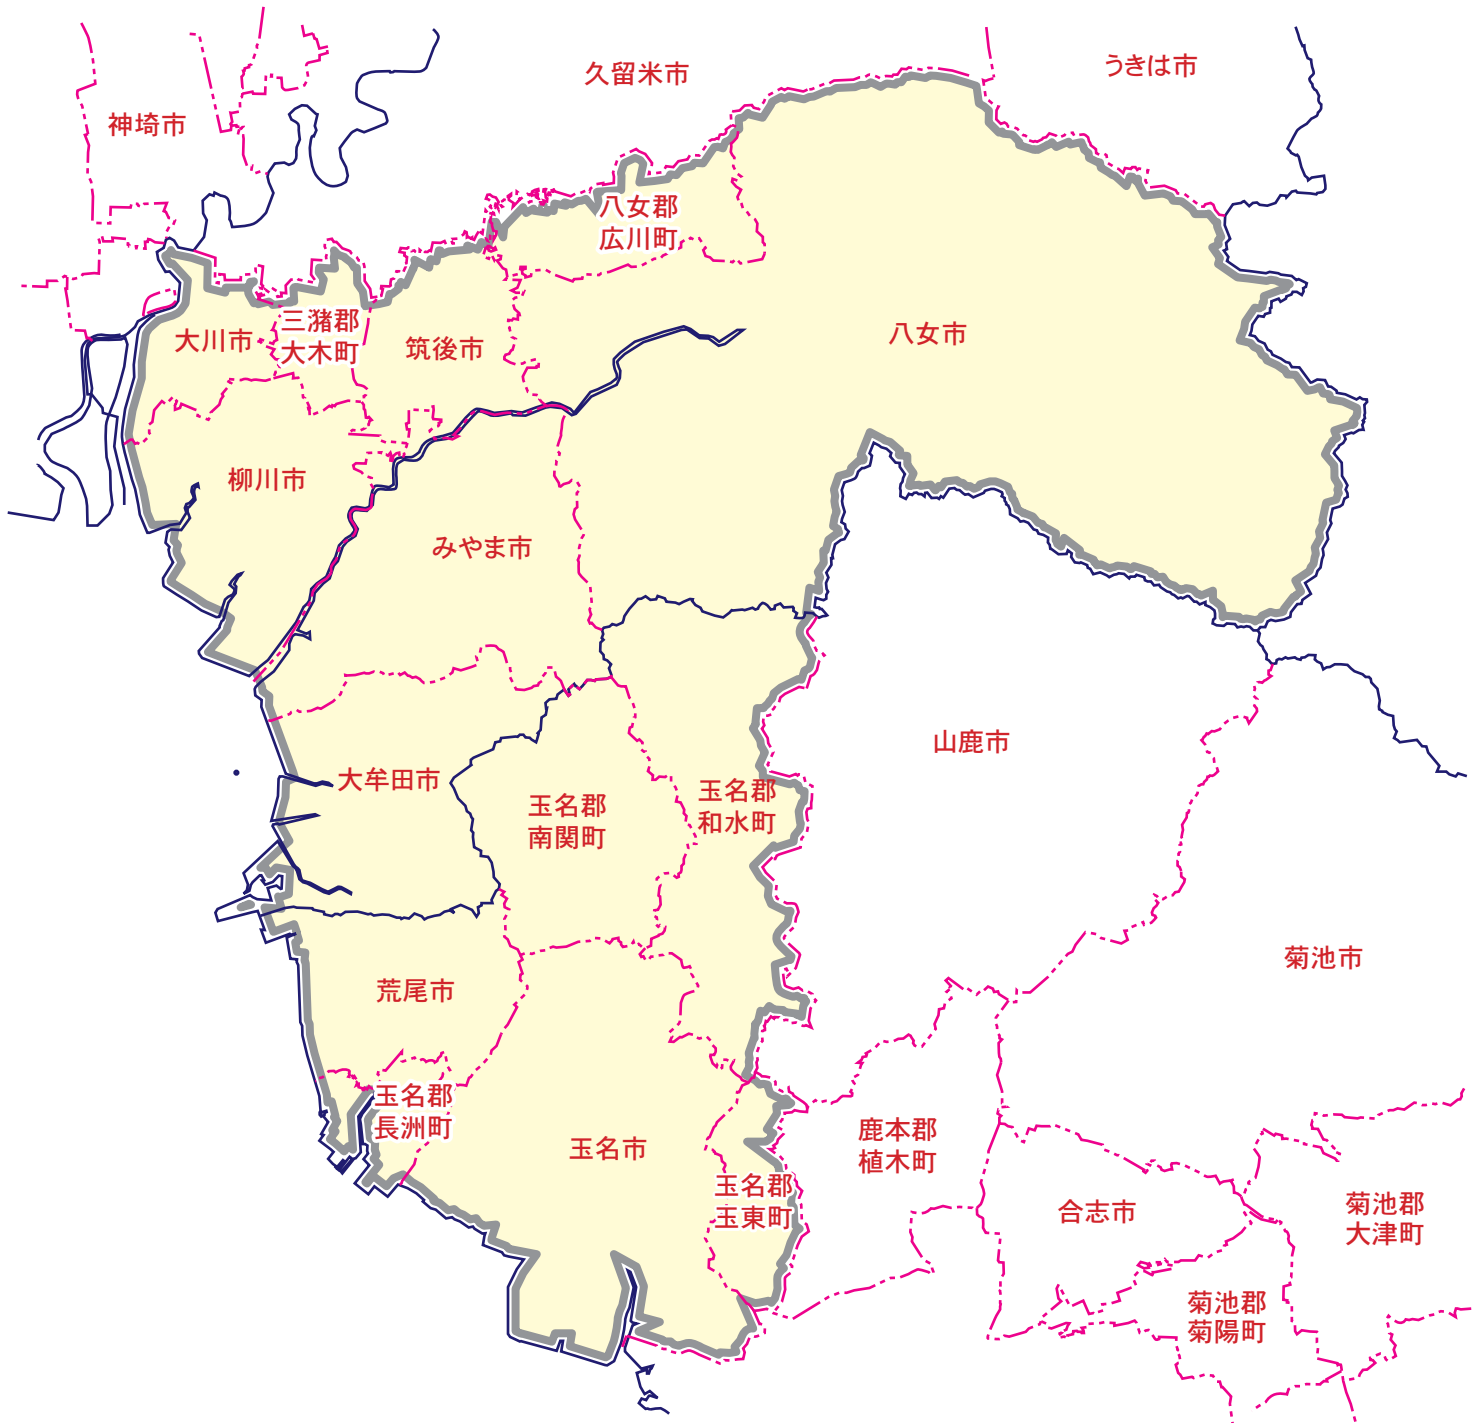 久留米市
うきは市
神埼市
八女郡
広川町
大川市
三潴郡
大木町
筑後市
八女市
柳川市
みやま市
山鹿市
大牟田市
玉名郡
南関町
玉名郡
和水町
菊池市
荒尾市
玉名郡
長洲町
玉名市
鹿本郡
植木町
玉名郡
玉東町
合志市
菊池郡
大津町
菊池郡
菊陽町